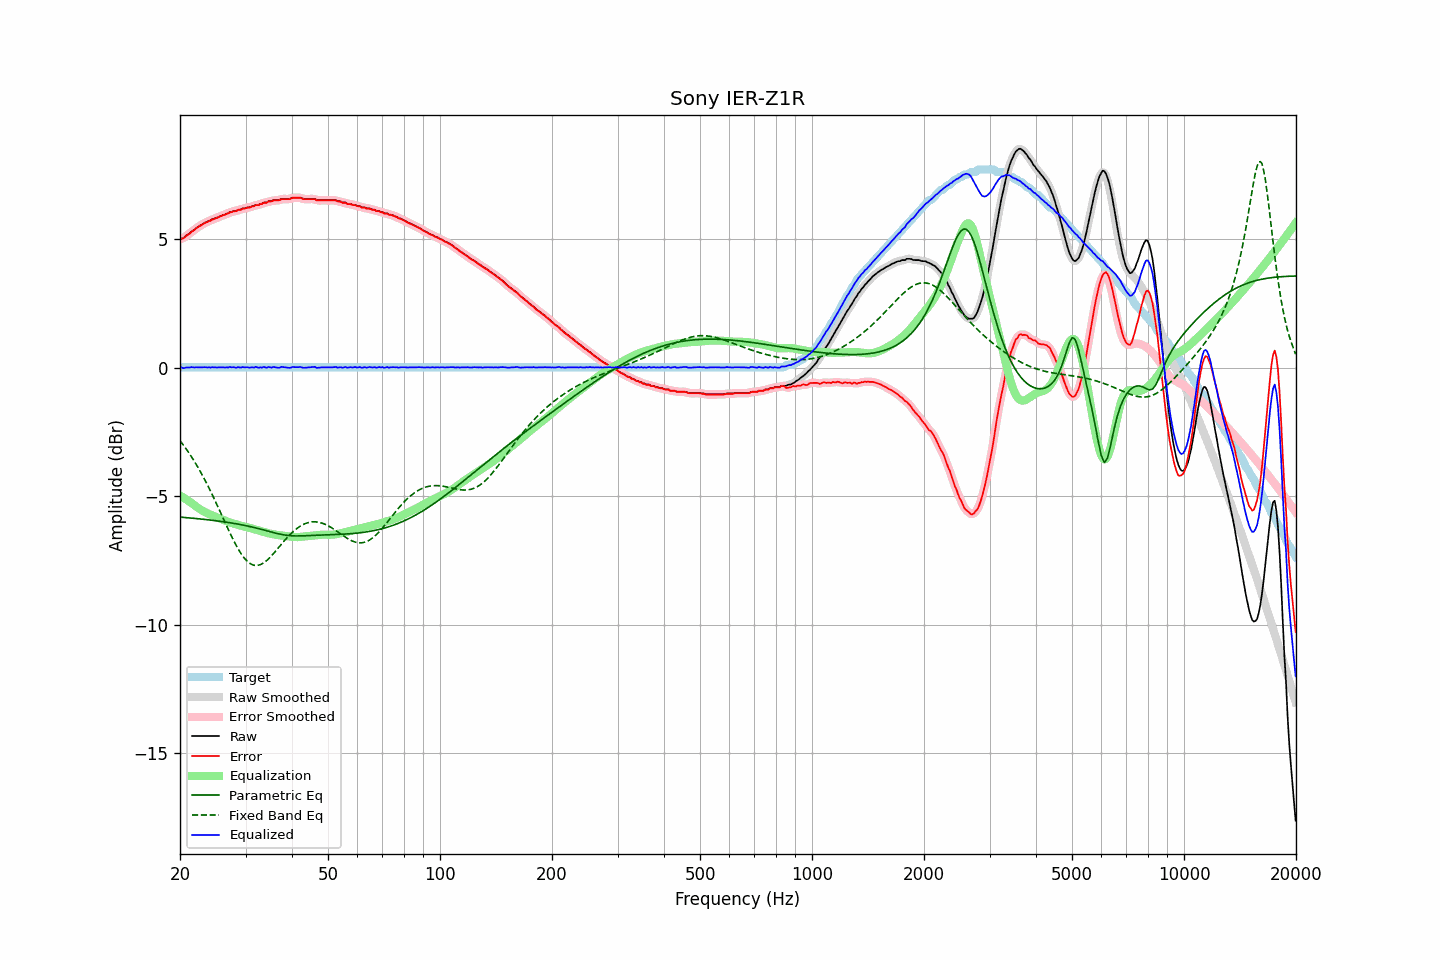 Sony IER-Z1R
Amplitude (dBr)
5
0
−5
−10
−15
Target
Raw Smoothed
Error Smoothed
Raw
Error
Equalization
Parametric Eq
Fixed Band Eq
Equalized
20 50 100 200 500 1000 2000 5000 10000 20000
Frequency (Hz)